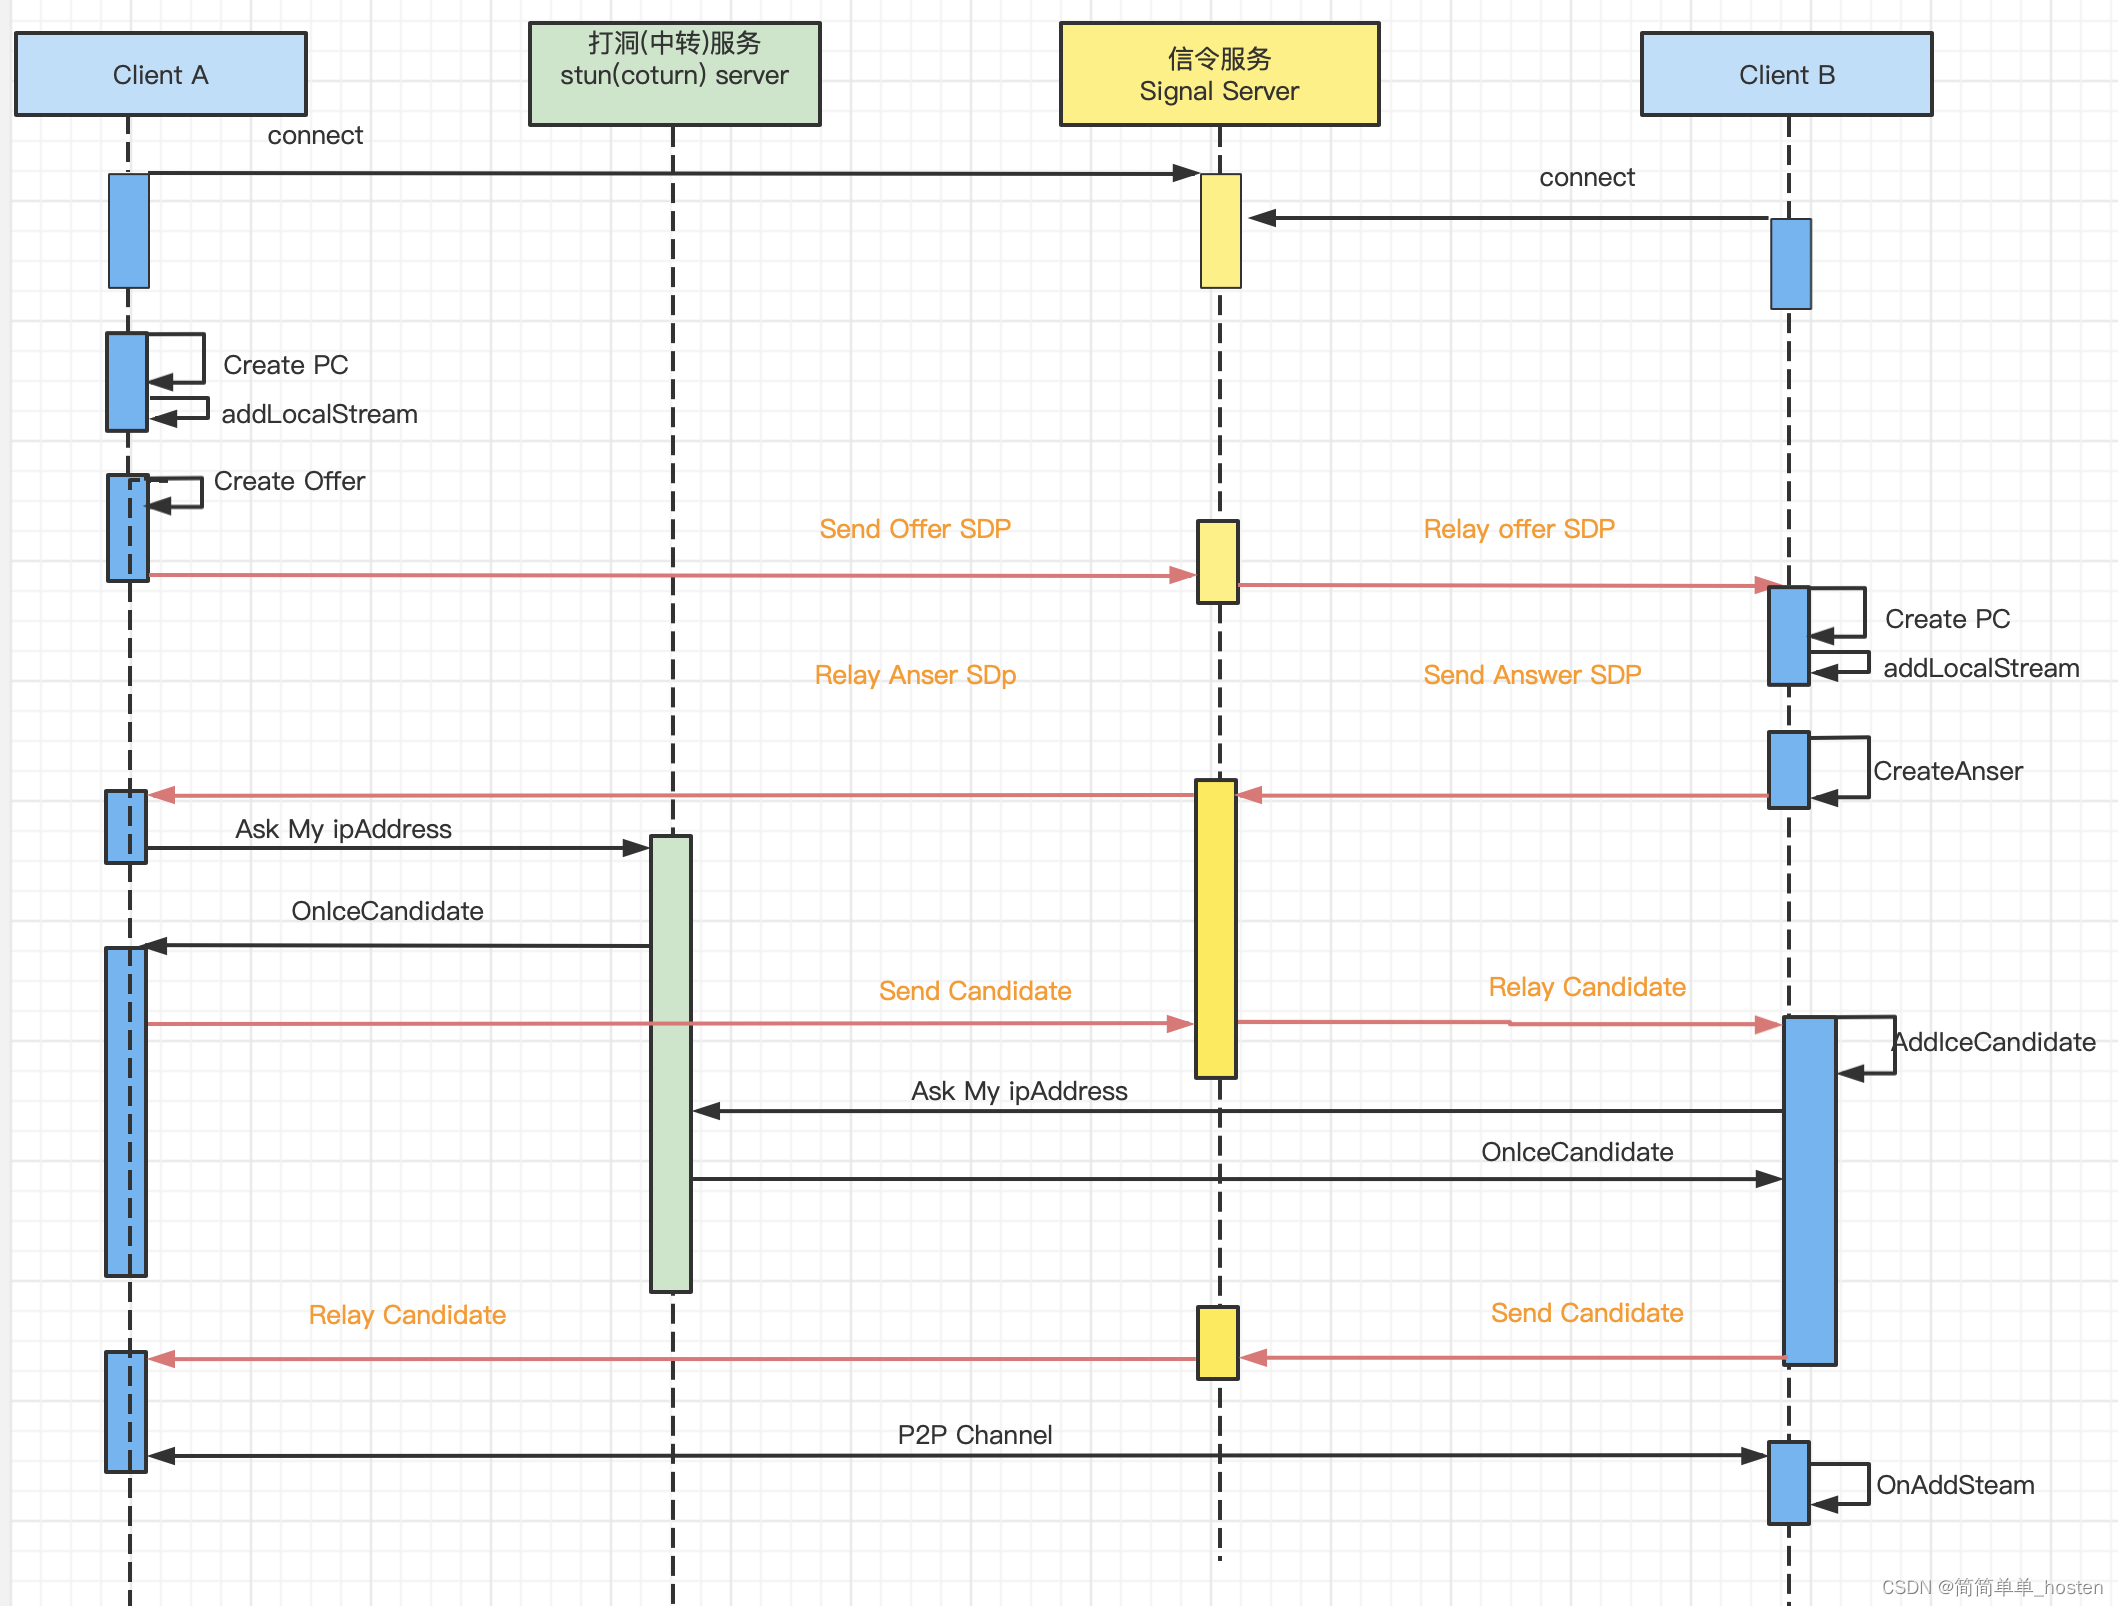 Client A
打洞(中转)服务
stun(coturn) server
信令服务
Signal Server
Client B
connect
connect
Create PC
addLocalStream
Create Offer
Send Offer SDP
Relay offer SDP
Create PC
addLocalStream
Relay Anser SDp
Send Answer SDP
CreateAnser
Ask My ipAddress
OnIceCandidate
Send Candidate
Relay Candidate
AddIceCandidate
Ask My ipAddress
OnIceCandidate
Relay Candidate
Send Candidate
P2P Channel
OnAddSteam
CSDN @简简单单_hosten